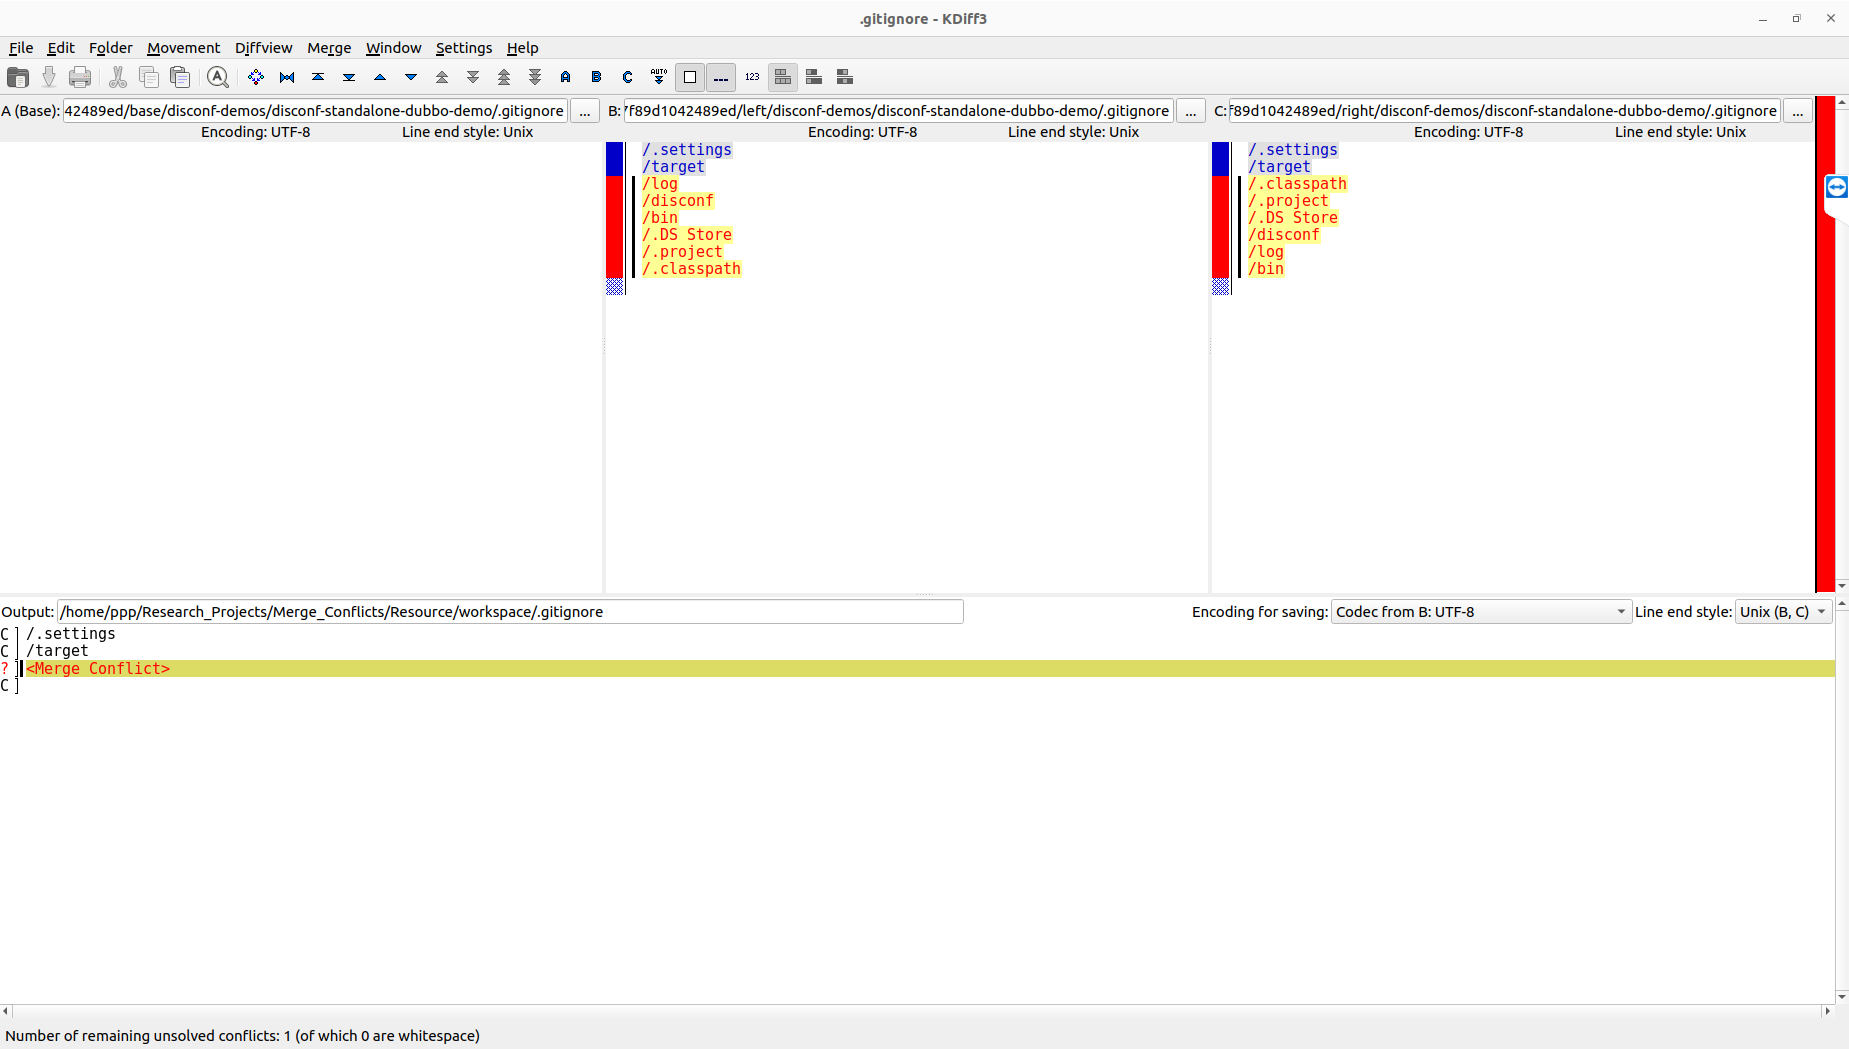 .gitignore - KDiff3
File Edit Folder Movement Diffview Merge Window Settings Help
A B C AUTO 123
A (Base): 42489ed/base/disconf-demos/disconf-standalone-dubbo-demo/.gitignore ... B: 7f89d1042489ed/left/disconf-demos/disconf-standalone-dubbo-demo/.gitignore ... C: f89d1042489ed/right/disconf-demos/disconf-standalone-dubbo-demo/.gitignore ...
Encoding: UTF-8 Line end style: Unix Encoding: UTF-8 Line end style: Unix Encoding: UTF-8 Line end style: Unix
/.settings
/target
/log
/disconf
/bin
/.DS Store
/.project
/.classpath
/.settings
/target
/.classpath
/.project
/.DS Store
/disconf
/log
/bin
Output: /home/ppp/Research_Projects/Merge_Conflicts/Resource/workspace/.gitignore Encoding for saving: Codec from B: UTF-8 Line end style: Unix (B, C)
C ] /.settings
C ] /target
? ] <Merge Conflict>
C ]
Number of remaining unsolved conflicts: 1 (of which 0 are whitespace)